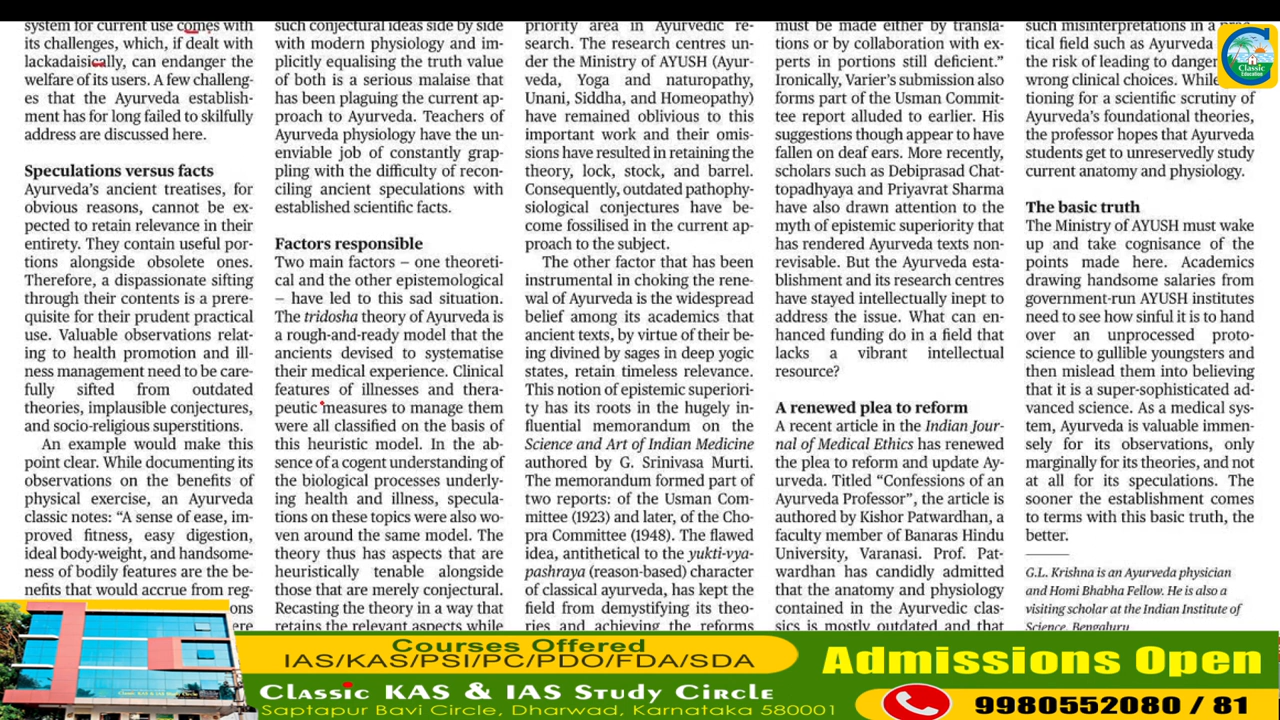 system for current use comes with
its challenges, which, if dealt with
lackadaisically, can endanger the
welfare of its users. A few challeng-
es that the Ayurveda establish-
ment has for long failed to skilfully
address are discussed here.
Speculations versus facts
Ayurveda's ancient treatises, for
obvious reasons, cannot be ex-
pected to retain relevance in their
entirety. They contain useful por-
tions alongside obsolete ones.
Therefore, a dispassionate sifting
through their contents is a prere-
quisite for their prudent practical
use. Valuable observations relat-
ing to health promotion and ill-
ness management need to be care-
fully sifted from outdated
theories, implausible conjectures,
and socio-religious superstitions.
An example would make this
point clear. While documenting its
observations on the benefits of
physical exercise, an Ayurveda
classic notes: "A sense of ease, im-
proved fitness, easy digestion,
ideal body-weight, and handsome-
ness of bodily features are the be-
nefits that would accrue from reg-
ons
ere
such conjectural ideas side by side
with modern physiology and im-
plicitly equalising the truth value
of both is a serious malaise that
has been plaguing the current ap-
proach to Ayurveda. Teachers of
Ayurveda physiology have the un-
enviable job of constantly grap-
pling with the difficulty of recon-
ciling ancient speculations with
established scientific facts.
Factors responsible
Two main factors – one theoreti-
cal and the other epistemological
– have led to this sad situation.
The tridosha theory of Ayurveda is
a rough-and-ready model that the
ancients devised to systematise
their medical experience. Clinical
features of illnesses and thera-
peutic measures to manage them
were all classified on the basis of
this heuristic model. In the ab-
sence of a cogent understanding of
the biological processes underly-
ing health and illness, specula-
tions on these topics were also wo-
ven around the same model. The
theory thus has aspects that are
heuristically tenable alongside
those that are merely conjectural.
Recasting the theory in a way that
retains the relevant aspects while
priority area in Ayurvedic re-
search. The research centres un-
der the Ministry of AYUSH (Ayur-
veda, Yoga and naturopathy,
Unani, Siddha, and Homeopathy)
have remained oblivious to this
important work and their omis-
sions have resulted in retaining the
theory, lock, stock, and barrel.
Consequently, outdated pathophy-
siological conjectures have be-
come fossilised in the current ap-
proach to the subject.
The other factor that has been
instrumental in choking the rene-
wal of Ayurveda is the widespread
belief among its academics that
ancient texts, by virtue of their be-
ing divined by sages in deep yogic
states, retain timeless relevance.
This notion of epistemic superiori-
ty has its roots in the hugely in-
fluential memorandum on the
Science and Art of Indian Medicine
authored by G. Srinivasa Murti.
The memorandum formed part of
two reports: of the Usman Com-
mittee (1923) and later, of the Cho-
pra Committee (1948). The flawed
idea, antithetical to the yukti-vya-
pashraya (reason-based) character
of classical ayurveda, has kept the
field from demystifying its theo-
ries and achieving the reforms
must be made either by transla-
tions or by collaboration with ex-
perts in portions still deficient."
Ironically, Varier's submission also
forms part of the Usman Commit-
tee report alluded to earlier. His
suggestions though appear to have
fallen on deaf ears. More recently,
scholars such as Debiprasad Chat-
topadhyaya and Priyavrat Sharma
have also drawn attention to the
myth of epistemic superiority that
has rendered Ayurveda texts non-
revisable. But the Ayurveda esta-
blishment and its research centres
have stayed intellectually inept to
address the issue. What can en-
hanced funding do in a field that
lacks a vibrant intellectual
resource?
A renewed plea to reform
A recent article in the Indian Jour-
nal of Medical Ethics has renewed
the plea to reform and update Ay-
urveda. Titled "Confessions of an
Ayurveda Professor", the article is
authored by Kishor Patwardhan, a
faculty member of Banaras Hindu
University, Varanasi. Prof. Pat-
wardhan has candidly admitted
that the anatomy and physiology
contained in the Ayurvedic clas-
sics is mostly outdated and that
such misinterpretations in a prac-
tical field such as Ayurveda
the risk of leading to danger
wrong clinical choices. While
tioning for a scientific scrutiny of
Ayurveda's foundational theories,
the professor hopes that Ayurveda
students get to unreservedly study
current anatomy and physiology.
The basic truth
The Ministry of AYUSH must wake
up and take cognisance of the
points made here. Academics
drawing handsome salaries from
government-run AYUSH institutes
need to see how sinful it is to hand
over an unprocessed proto-
science to gullible youngsters and
then mislead them into believing
that it is a super-sophisticated ad-
vanced science. As a medical sys-
tem, Ayurveda is valuable immen-
sely for its observations, only
marginally for its theories, and not
at all for its speculations. The
sooner the establishment comes
to terms with this basic truth, the
better.
G.L. Krishna is an Ayurveda physician
and Homi Bhabha Fellow. He is also a
visiting scholar at the Indian Institute of
Science, Bengaluru
Classic
Education
Courses Offered
IAS/KAS/PSI/PC/PDO/FDA/SDA
Classic KAS & IAS Study Circle
Saptapur Bavi Circle, Dharwad, Karnataka 580001
Admissions Open
9980552080 / 81